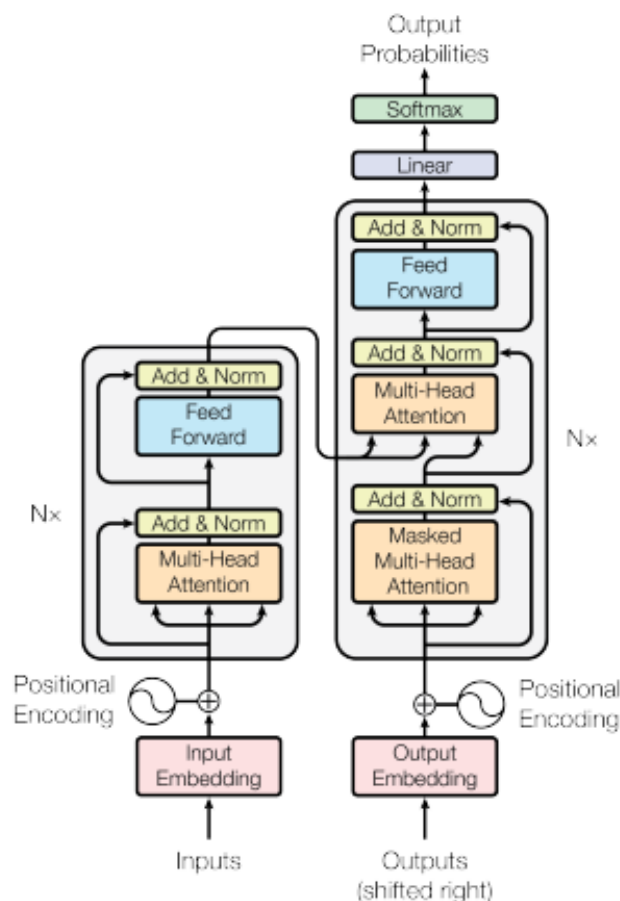 Output
Probabilities
Softmax
Linear
Add & Norm
Feed
Forward
Add & Norm
Multi-Head
Attention
Add & Norm
Masked
Multi-Head
Attention
N×
Add & Norm
Feed
Forward
Add & Norm
Multi-Head
Attention
N×
Positional
Encoding
Positional
Encoding
Input
Embedding
Output
Embedding
Inputs
Outputs
(shifted right)